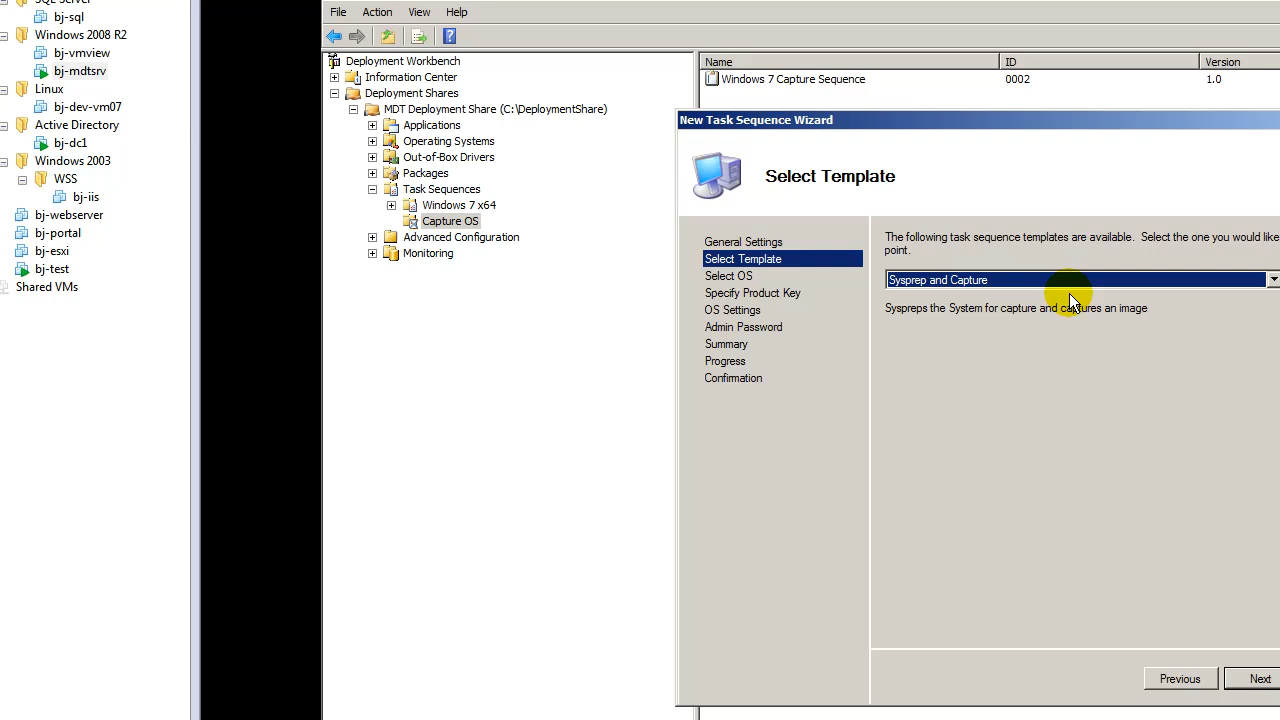 SQL Server
bj-sql
Windows 2008 R2
bj-vmview
bj-mdtsrv
Linux
bj-dev-vm07
Active Directory
bj-dc1
Windows 2003
WSS
bj-iis
bj-webserver
bj-portal
bj-esxi
bj-test
Shared VMs
File Action View Help
Deployment Workbench
Information Center
Deployment Shares
MDT Deployment Share (C:\DeploymentShare)
Applications
Operating Systems
Out-of-Box Drivers
Packages
Task Sequences
Windows 7 x64
Capture OS
Advanced Configuration
Monitoring
Name ID Version
Windows 7 Capture Sequence 0002 1.0
New Task Sequence Wizard
Select Template
General Settings
Select Template
Select OS
Specify Product Key
OS Settings
Admin Password
Summary
Progress
Confirmation
The following task sequence templates are available. Select the one you would like
point.
Sysprep and Capture
Syspreps the System for capture and captures an image
Previous Next